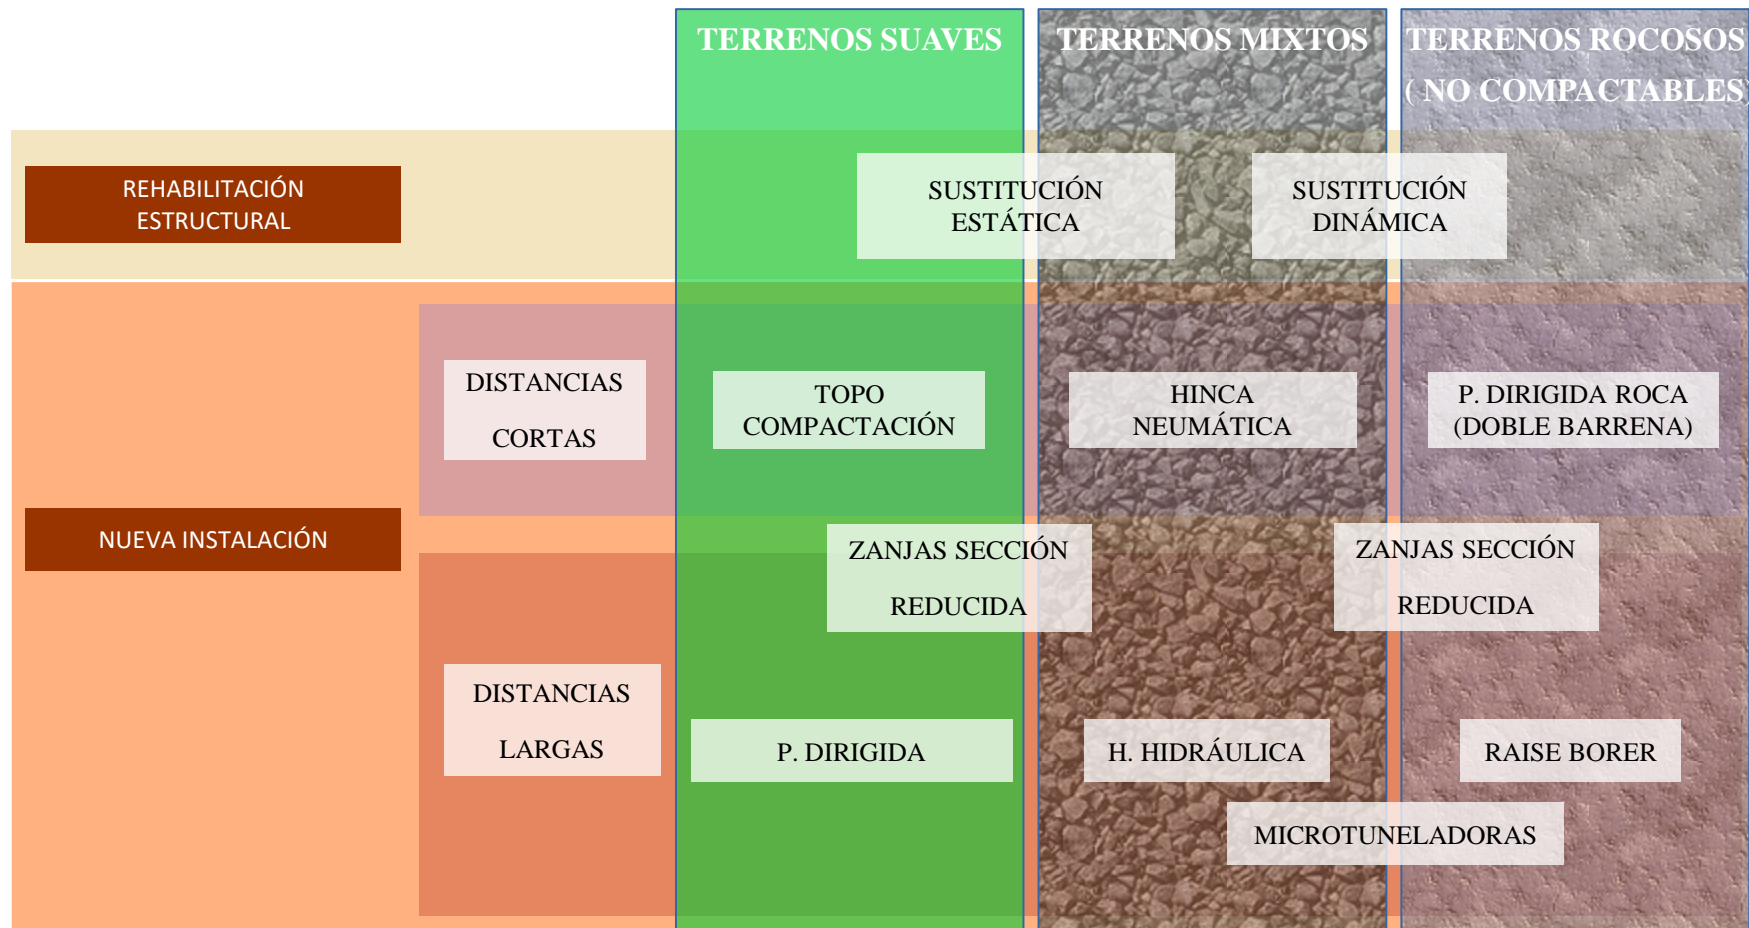 TERRENOS SUAVES
TERRENOS MIXTOS
TERRENOS ROCOSOS
( NO COMPACTABLES)
REHABILITACIÓN
ESTRUCTURAL
SUSTITUCIÓN
ESTÁTICA
SUSTITUCIÓN
DINÁMICA
NUEVA INSTALACIÓN
DISTANCIAS
CORTAS
TOPO
COMPACTACIÓN
HINCA
NEUMÁTICA
P. DIRIGIDA ROCA
(DOBLE BARRENA)
ZANJAS SECCIÓN
REDUCIDA
ZANJAS SECCIÓN
REDUCIDA
DISTANCIAS
LARGAS
P. DIRIGIDA
H. HIDRÁULICA
RAISE BORER
MICROTUNELADORAS